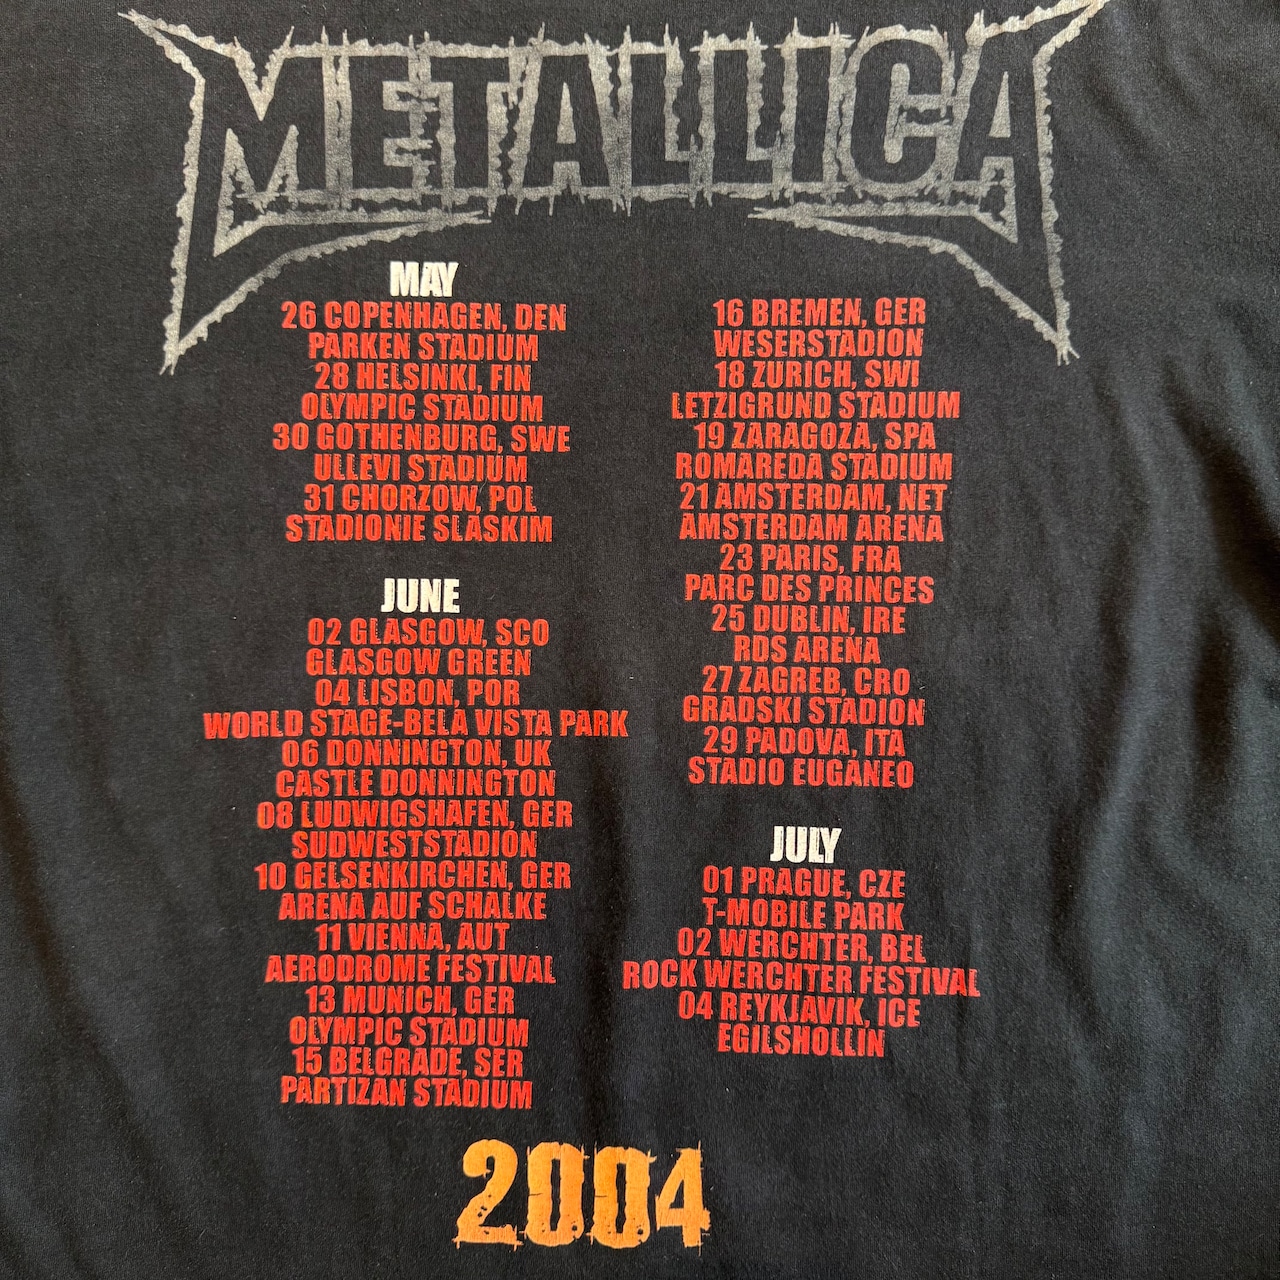 METALLICA
MAY
26 COPENHAGEN, DEN
PARKEN STADIUM
28 HELSINKI, FIN
OLYMPIC STADIUM
30 GOTHENBURG, SWE
ULLEVI STADIUM
31 CHORZOW, POL
STADIONIE SLASKIM
JUNE
02 GLASGOW, SCO
GLASGOW GREEN
04 LISBON, POR
WORLD STAGE-BELA VISTA PARK
06 DONNINGTON, UK
CASTLE DONNINGTON
08 LUDWIGSHAFEN, GER
SUDWESTSTADION
10 GELSENKIRCHEN, GER
ARENA AUF SCHALKE
11 VIENNA, AUT
AERODROME FESTIVAL
13 MUNICH, GER
OLYMPIC STADIUM
15 BELGRADE, SER
PARTIZAN STADIUM
16 BREMEN, GER
WESERSTADION
18 ZURICH, SWI
LETZIGRUND STADIUM
19 ZARAGOZA, SPA
ROMAREDA STADIUM
21 AMSTERDAM, NET
AMSTERDAM ARENA
23 PARIS, FRA
PARC DES PRINCES
25 DUBLIN, IRE
RDS ARENA
27 ZAGREB, CRO
GRADSKI STADION
29 PADOVA, ITA
STADIO EUGANEO
JULY
01 PRAGUE, CZE
T-MOBILE PARK
02 WERCHTER, BEL
ROCK WERCHTER FESTIVAL
04 REYKJAVIK, ICE
EGILSHOLLIN
2004